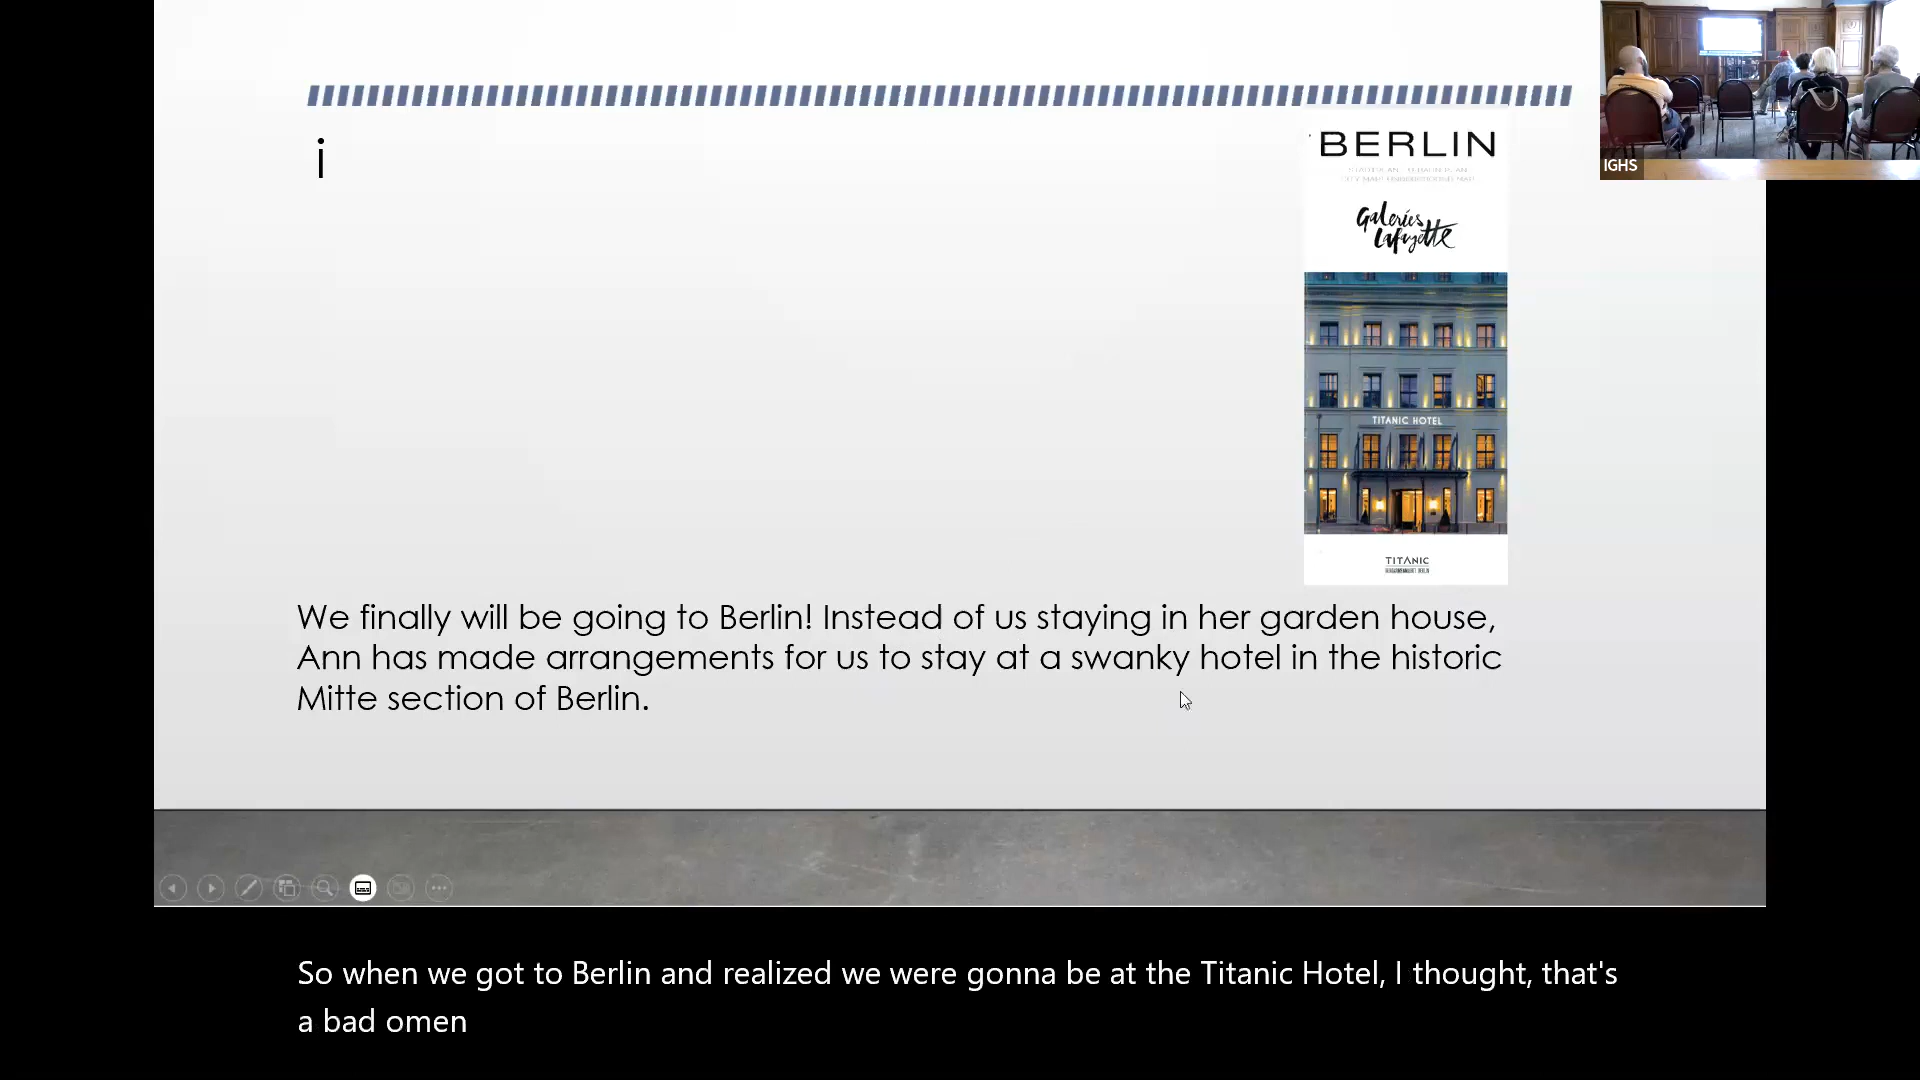 i
BERLIN
Galeries
Lafayette
TITANIC HOTEL
TITANIC
IGHS
We finally will be going to Berlin! Instead of us staying in her garden house,
Ann has made arrangements for us to stay at a swanky hotel in the historic
Mitte section of Berlin.
So when we got to Berlin and realized we were gonna be at the Titanic Hotel, I thought, that's
a bad omen